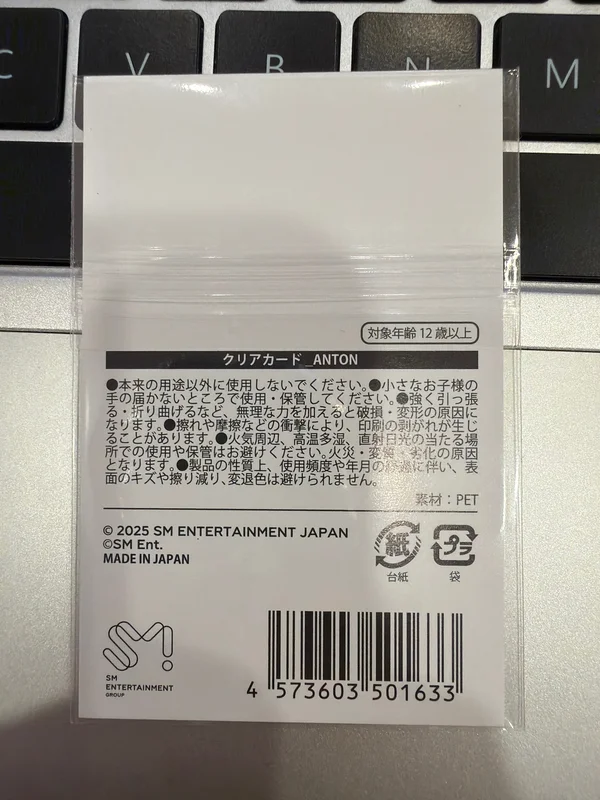 C V B N M
対象年齢 12 歳以上
クリアカード_ANTON
●本来の用途以外に使用しないでください。●小さなお子様の
手の届かないところで使用・保管してください。●強く引っ張
る・折り曲げるなど、無理な力を加えると破損・変形の原因に
なります。●擦れや摩擦などの衝撃により、印刷の剥がれが生じ
ることがあります。●火気周辺、高温多湿、直射日光の当たる場
所での使用や保管はお避けください。火災・変質・劣化の原因
となります。●製品の性質上、使用頻度や年月の経過に伴い、表
面のキズや擦り減り、変退色は避けられません。
素材：PET
© 2025 SM ENTERTAINMENT JAPAN
©SM Ent.
MADE IN JAPAN
紙 プラ
台紙 袋
SM
SM
ENTERTAINMENT
GROUP
4 573603 501633